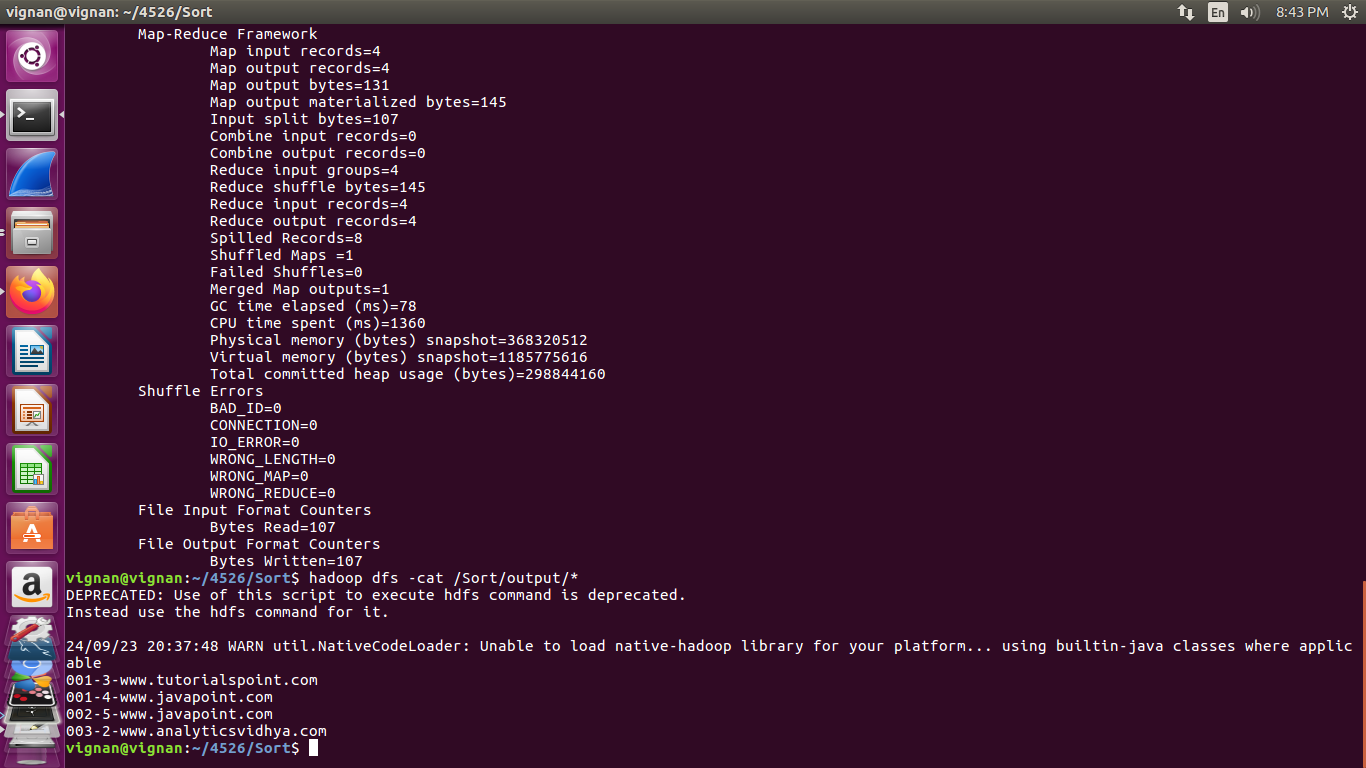 vignan@vignan: ~/4526/Sort
En
8:43 PM
Map-Reduce Framework
Map input records=4
Map output records=4
Map output bytes=131
Map output materialized bytes=145
Input split bytes=107
Combine input records=0
Combine output records=0
Reduce input groups=4
Reduce shuffle bytes=145
Reduce input records=4
Reduce output records=4
Spilled Records=8
Shuffled Maps =1
Failed Shuffles=0
Merged Map outputs=1
GC time elapsed (ms)=78
CPU time spent (ms)=1360
Physical memory (bytes) snapshot=368320512
Virtual memory (bytes) snapshot=1185775616
Total committed heap usage (bytes)=298844160
Shuffle Errors
BAD_ID=0
CONNECTION=0
IO_ERROR=0
WRONG_LENGTH=0
WRONG_MAP=0
WRONG_REDUCE=0
File Input Format Counters
Bytes Read=107
File Output Format Counters
Bytes Written=107
vignan@vignan:~/4526/Sort$ hadoop dfs -cat /Sort/output/*
DEPRECATED: Use of this script to execute hdfs command is deprecated.
Instead use the hdfs command for it.
24/09/23 20:37:48 WARN util.NativeCodeLoader: Unable to load native-hadoop library for your platform... using builtin-java classes where applic
able
001-3-www.tutorialspoint.com
001-4-www.javapoint.com
002-5-www.javapoint.com
003-2-www.analyticsvidhya.com
vignan@vignan:~/4526/Sort$